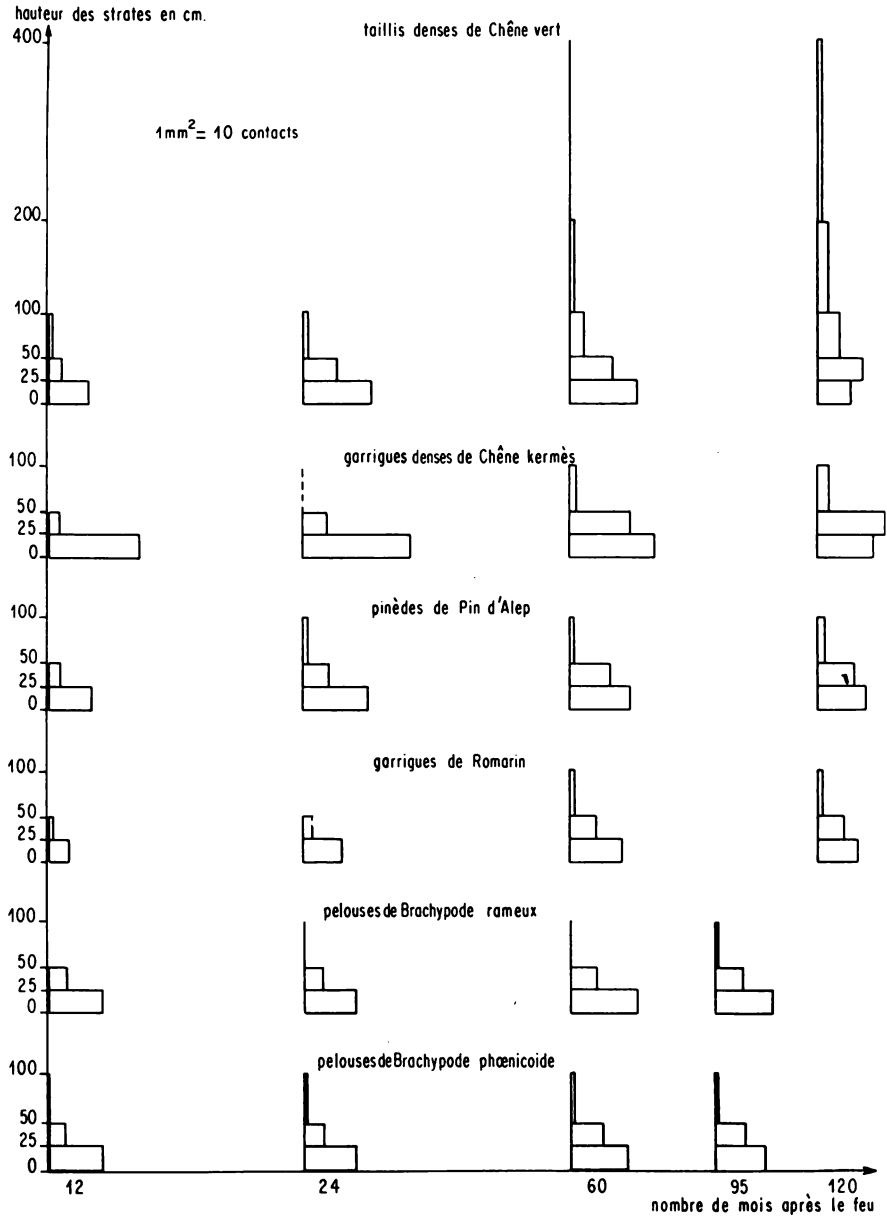 hauteur des strates en cm.
400
taillis denses de Chêne vert
1mm²= 10 contacts
200
100
50
25
0
garrigues denses de Chêne kermès
100
50
25
0
pinèdes de Pin d'Alep
100
50
25
0
garrigues de Romarin
100
50
25
0
pelouses de Brachypode rameux
100
50
25
0
pelouses de Brachypode phœnicoide
100
50
25
0
12 24 60 95 120
nombre de mois après le feu